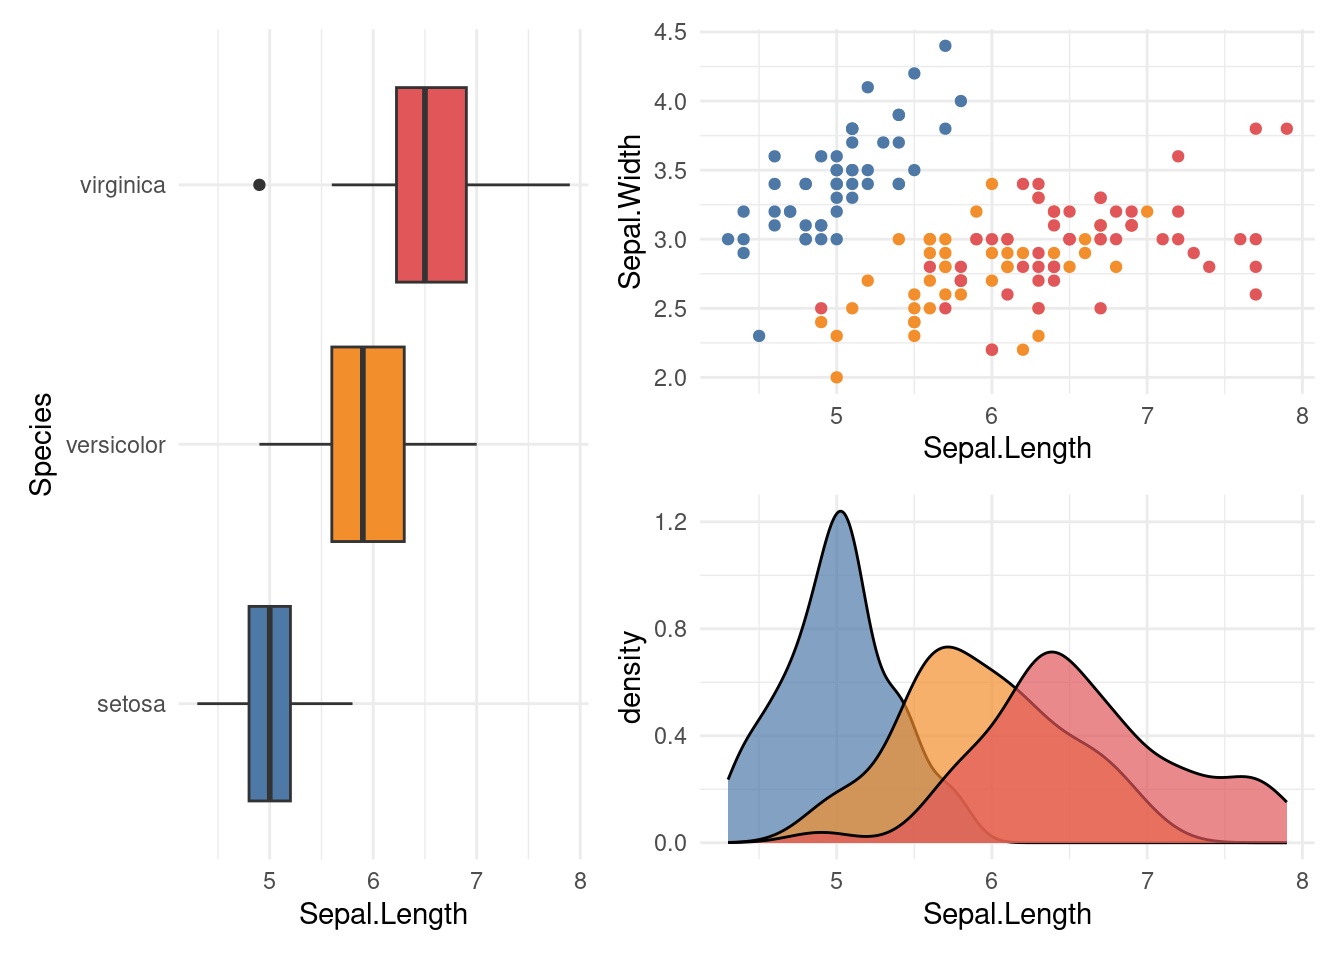 Species
virginica
versicolor
setosa
5 6 7 8
Sepal.Length
Sepal.Width
4.5
4.0
3.5
3.0
2.5
2.0
5 6 7 8
Sepal.Length
density
1.2
0.8
0.4
0.0
5 6 7 8
Sepal.Length